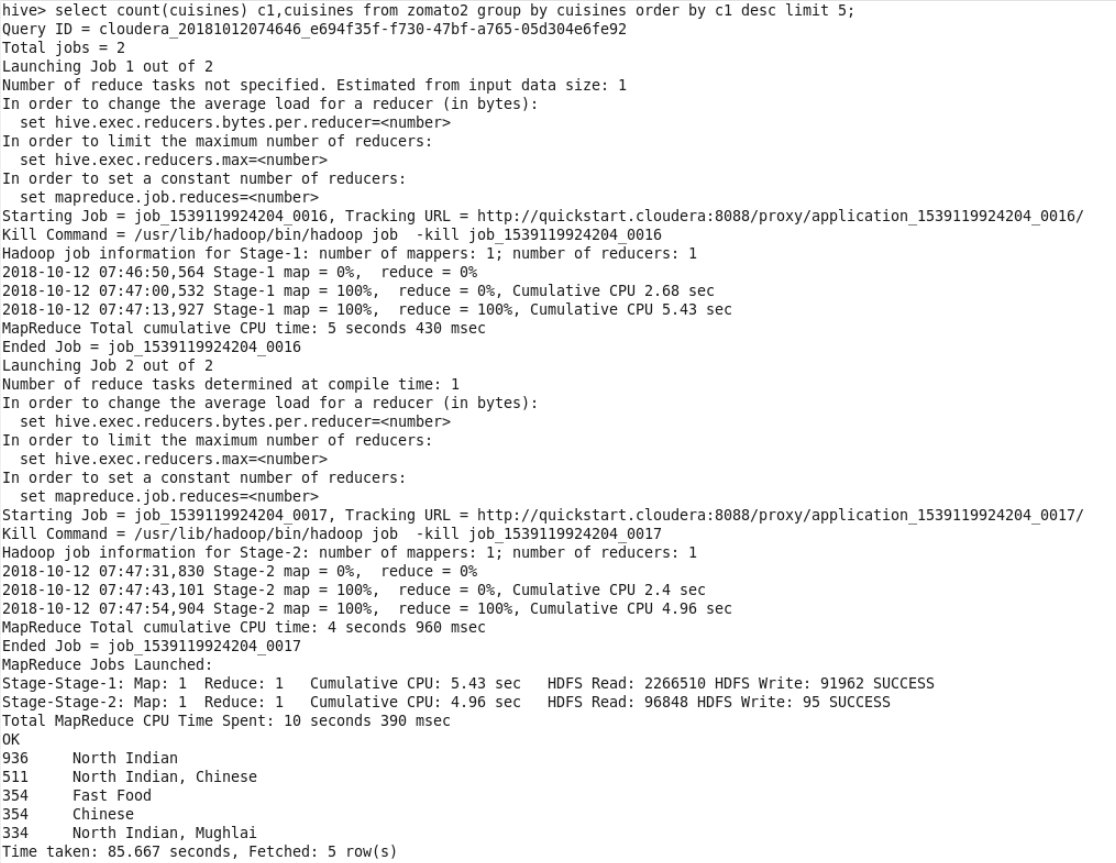 hive> select count(cuisines) c1,cuisines from zomato2 group by cuisines order by c1 desc limit 5;
Query ID = cloudera_20181012074646_e694f35f-f730-47bf-a765-05d304e6fe92
Total jobs = 2
Launching Job 1 out of 2
Number of reduce tasks not specified. Estimated from input data size: 1
In order to change the average load for a reducer (in bytes):
  set hive.exec.reducers.bytes.per.reducer=<number>
In order to limit the maximum number of reducers:
  set hive.exec.reducers.max=<number>
In order to set a constant number of reducers:
  set mapreduce.job.reduces=<number>
Starting Job = job_1539119924204_0016, Tracking URL = http://quickstart.cloudera:8088/proxy/application_1539119924204_0016/
Kill Command = /usr/lib/hadoop/bin/hadoop job  -kill job_1539119924204_0016
Hadoop job information for Stage-1: number of mappers: 1; number of reducers: 1
2018-10-12 07:46:50,564 Stage-1 map = 0%,  reduce = 0%
2018-10-12 07:47:00,532 Stage-1 map = 100%,  reduce = 0%, Cumulative CPU 2.68 sec
2018-10-12 07:47:13,927 Stage-1 map = 100%,  reduce = 100%, Cumulative CPU 5.43 sec
MapReduce Total cumulative CPU time: 5 seconds 430 msec
Ended Job = job_1539119924204_0016
Launching Job 2 out of 2
Number of reduce tasks determined at compile time: 1
In order to change the average load for a reducer (in bytes):
  set hive.exec.reducers.bytes.per.reducer=<number>
In order to limit the maximum number of reducers:
  set hive.exec.reducers.max=<number>
In order to set a constant number of reducers:
  set mapreduce.job.reduces=<number>
Starting Job = job_1539119924204_0017, Tracking URL = http://quickstart.cloudera:8088/proxy/application_1539119924204_0017/
Kill Command = /usr/lib/hadoop/bin/hadoop job  -kill job_1539119924204_0017
Hadoop job information for Stage-2: number of mappers: 1; number of reducers: 1
2018-10-12 07:47:31,830 Stage-2 map = 0%,  reduce = 0%
2018-10-12 07:47:43,101 Stage-2 map = 100%,  reduce = 0%, Cumulative CPU 2.4 sec
2018-10-12 07:47:54,904 Stage-2 map = 100%,  reduce = 100%, Cumulative CPU 4.96 sec
MapReduce Total cumulative CPU time: 4 seconds 960 msec
Ended Job = job_1539119924204_0017
MapReduce Jobs Launched:
Stage-Stage-1: Map: 1  Reduce: 1   Cumulative CPU: 5.43 sec   HDFS Read: 2266510 HDFS Write: 91962 SUCCESS
Stage-Stage-2: Map: 1  Reduce: 1   Cumulative CPU: 4.96 sec   HDFS Read: 96848 HDFS Write: 95 SUCCESS
Total MapReduce CPU Time Spent: 10 seconds 390 msec
OK
936     North Indian
511     North Indian, Chinese
354     Fast Food
354     Chinese
334     North Indian, Mughlai
Time taken: 85.667 seconds, Fetched: 5 row(s)